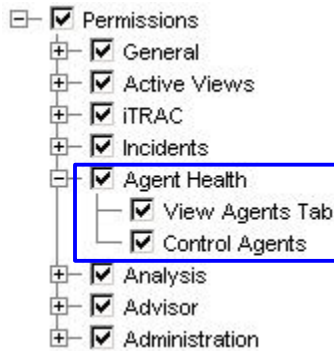 Permissions
General
Active Views
iTRAC
Incidents
Agent Health
View Agents Tab
Control Agents
Analysis
Advisor
Administration